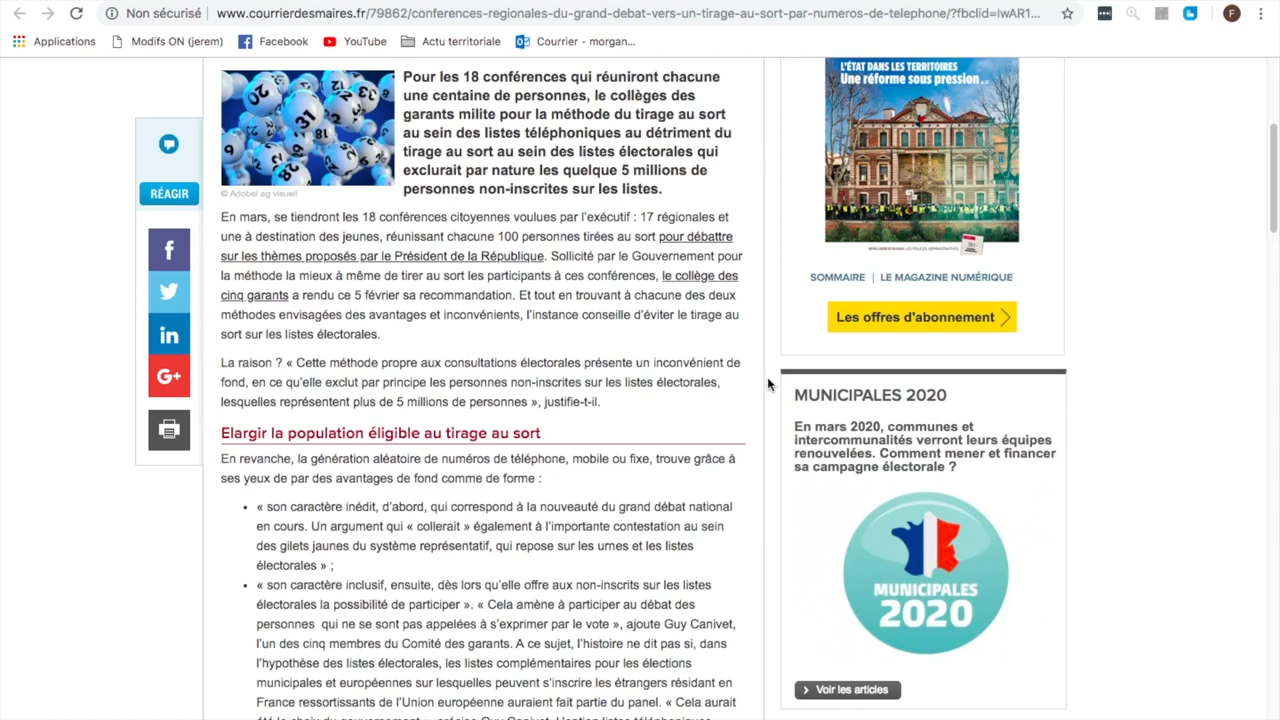 Non sécurisé
www.courrierdesmaires.fr/79862/conferences-regionales-du-grand-debat-vers-un-tirage-au-sort-par-numeros-de-telephone/?fbclid=IwAR1...
F
Applications
Modifs ON (jerem)
Facebook
YouTube
Actu territoriale
Courrier - morgan...
RÉAGIR
f
in
G+
20
31
18
28
9
© Adobe/ eg visuell
Pour les 18 conférences qui réuniront chacune
une centaine de personnes, le collèges des
garants milite pour la méthode du tirage au sort
au sein des listes téléphoniques au détriment du
tirage au sort au sein des listes électorales qui
exclurait par nature les quelque 5 millions de
personnes non-inscrites sur les listes.
En mars, se tiendront les 18 conférences citoyennes voulues par l'exécutif : 17 régionales et
une à destination des jeunes, réunissant chacune 100 personnes tirées au sort pour débattre
sur les thèmes proposés par le Président de la République. Sollicité par le Gouvernement pour
la méthode la mieux à même de tirer au sort les participants à ces conférences, le collège des
cinq garants a rendu ce 5 février sa recommandation. Et tout en trouvant à chacune des deux
méthodes envisagées des avantages et inconvénients, l'instance conseille d'éviter le tirage au
sort sur les listes électorales.
La raison ? « Cette méthode propre aux consultations électorales présente un inconvénient de
fond, en ce qu'elle exclut par principe les personnes non-inscrites sur les listes électorales,
lesquelles représentent plus de 5 millions de personnes », justifie-t-il.
Elargir la population éligible au tirage au sort
En revanche, la génération aléatoire de numéros de téléphone, mobile ou fixe, trouve grâce à
ses yeux de par des avantages de fond comme de forme :
• « son caractère inédit, d'abord, qui correspond à la nouveauté du grand débat national
en cours. Un argument qui « collerait » également à l'importante contestation au sein
des gilets jaunes du système représentatif, qui repose sur les urnes et les listes
électorales » ;
• « son caractère inclusif, ensuite, dès lors qu'elle offre aux non-inscrits sur les listes
électorales la possibilité de participer ». « Cela amène à participer au débat des
personnes qui ne se sont pas appelées à s'exprimer par le vote », ajoute Guy Canivet,
l'un des cinq membres du Comité des garants. A ce sujet, l'histoire ne dit pas si, dans
l'hypothèse des listes électorales, les listes complémentaires pour les élections
municipales et européennes sur lesquelles peuvent s'inscrire les étrangers résidant en
France ressortissants de l'Union européenne auraient fait partie du panel. « Cela aurait
été le choix du gouvernement », précise Guy Canivet. L'option listes téléphoniques
L'ÉTAT DANS LES TERRITOIRES
Une réforme sous pression...
SOMMAIRE | LE MAGAZINE NUMÉRIQUE
Les offres d'abonnement
MUNICIPALES 2020
En mars 2020, communes et
intercommunalités verront leurs équipes
renouvelées. Comment mener et financer
sa campagne électorale ?
MUNICIPALES
2020
Voir les articles